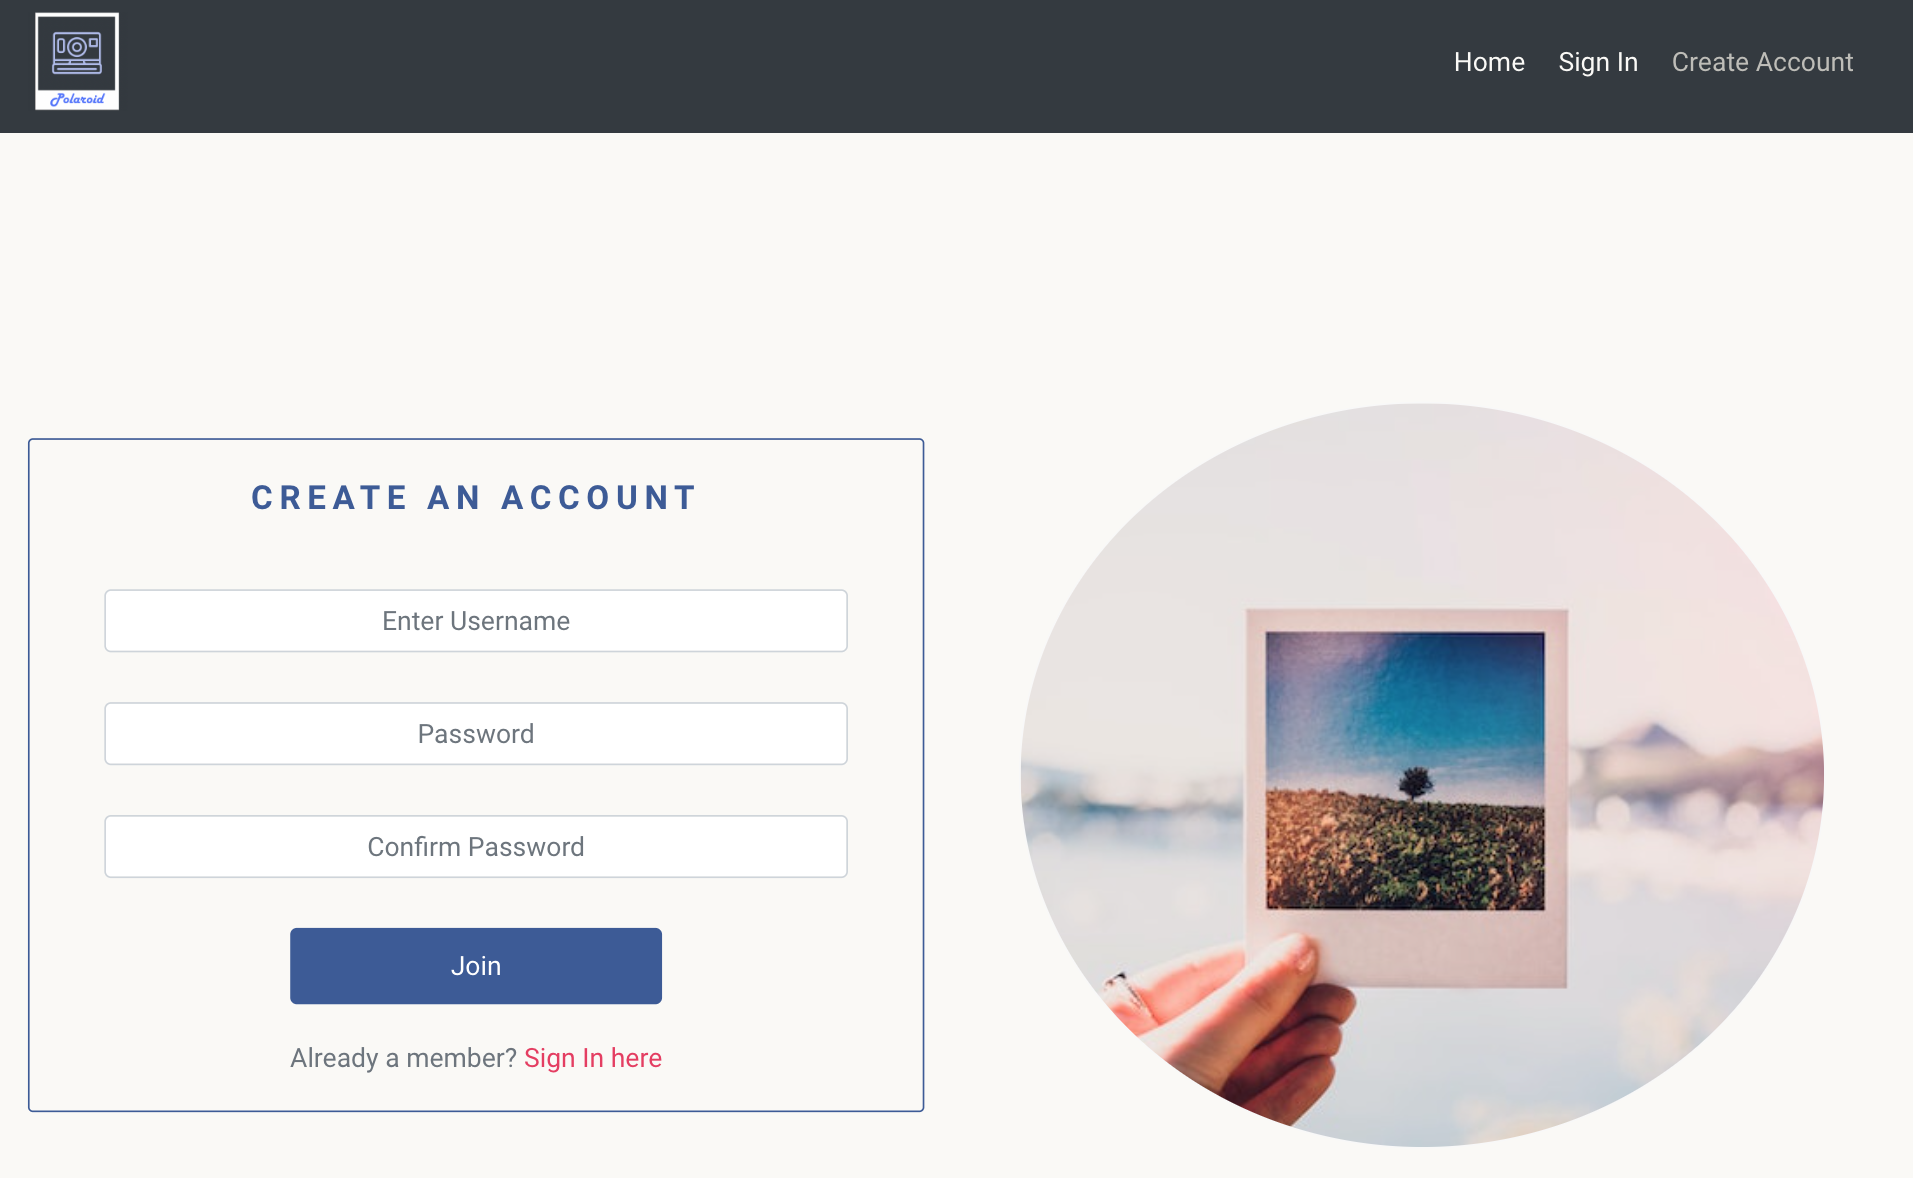 Polaroid
Home Sign In Create Account
CREATE AN ACCOUNT
Enter Username
Password
Confirm Password
Join
Already a member? Sign In here